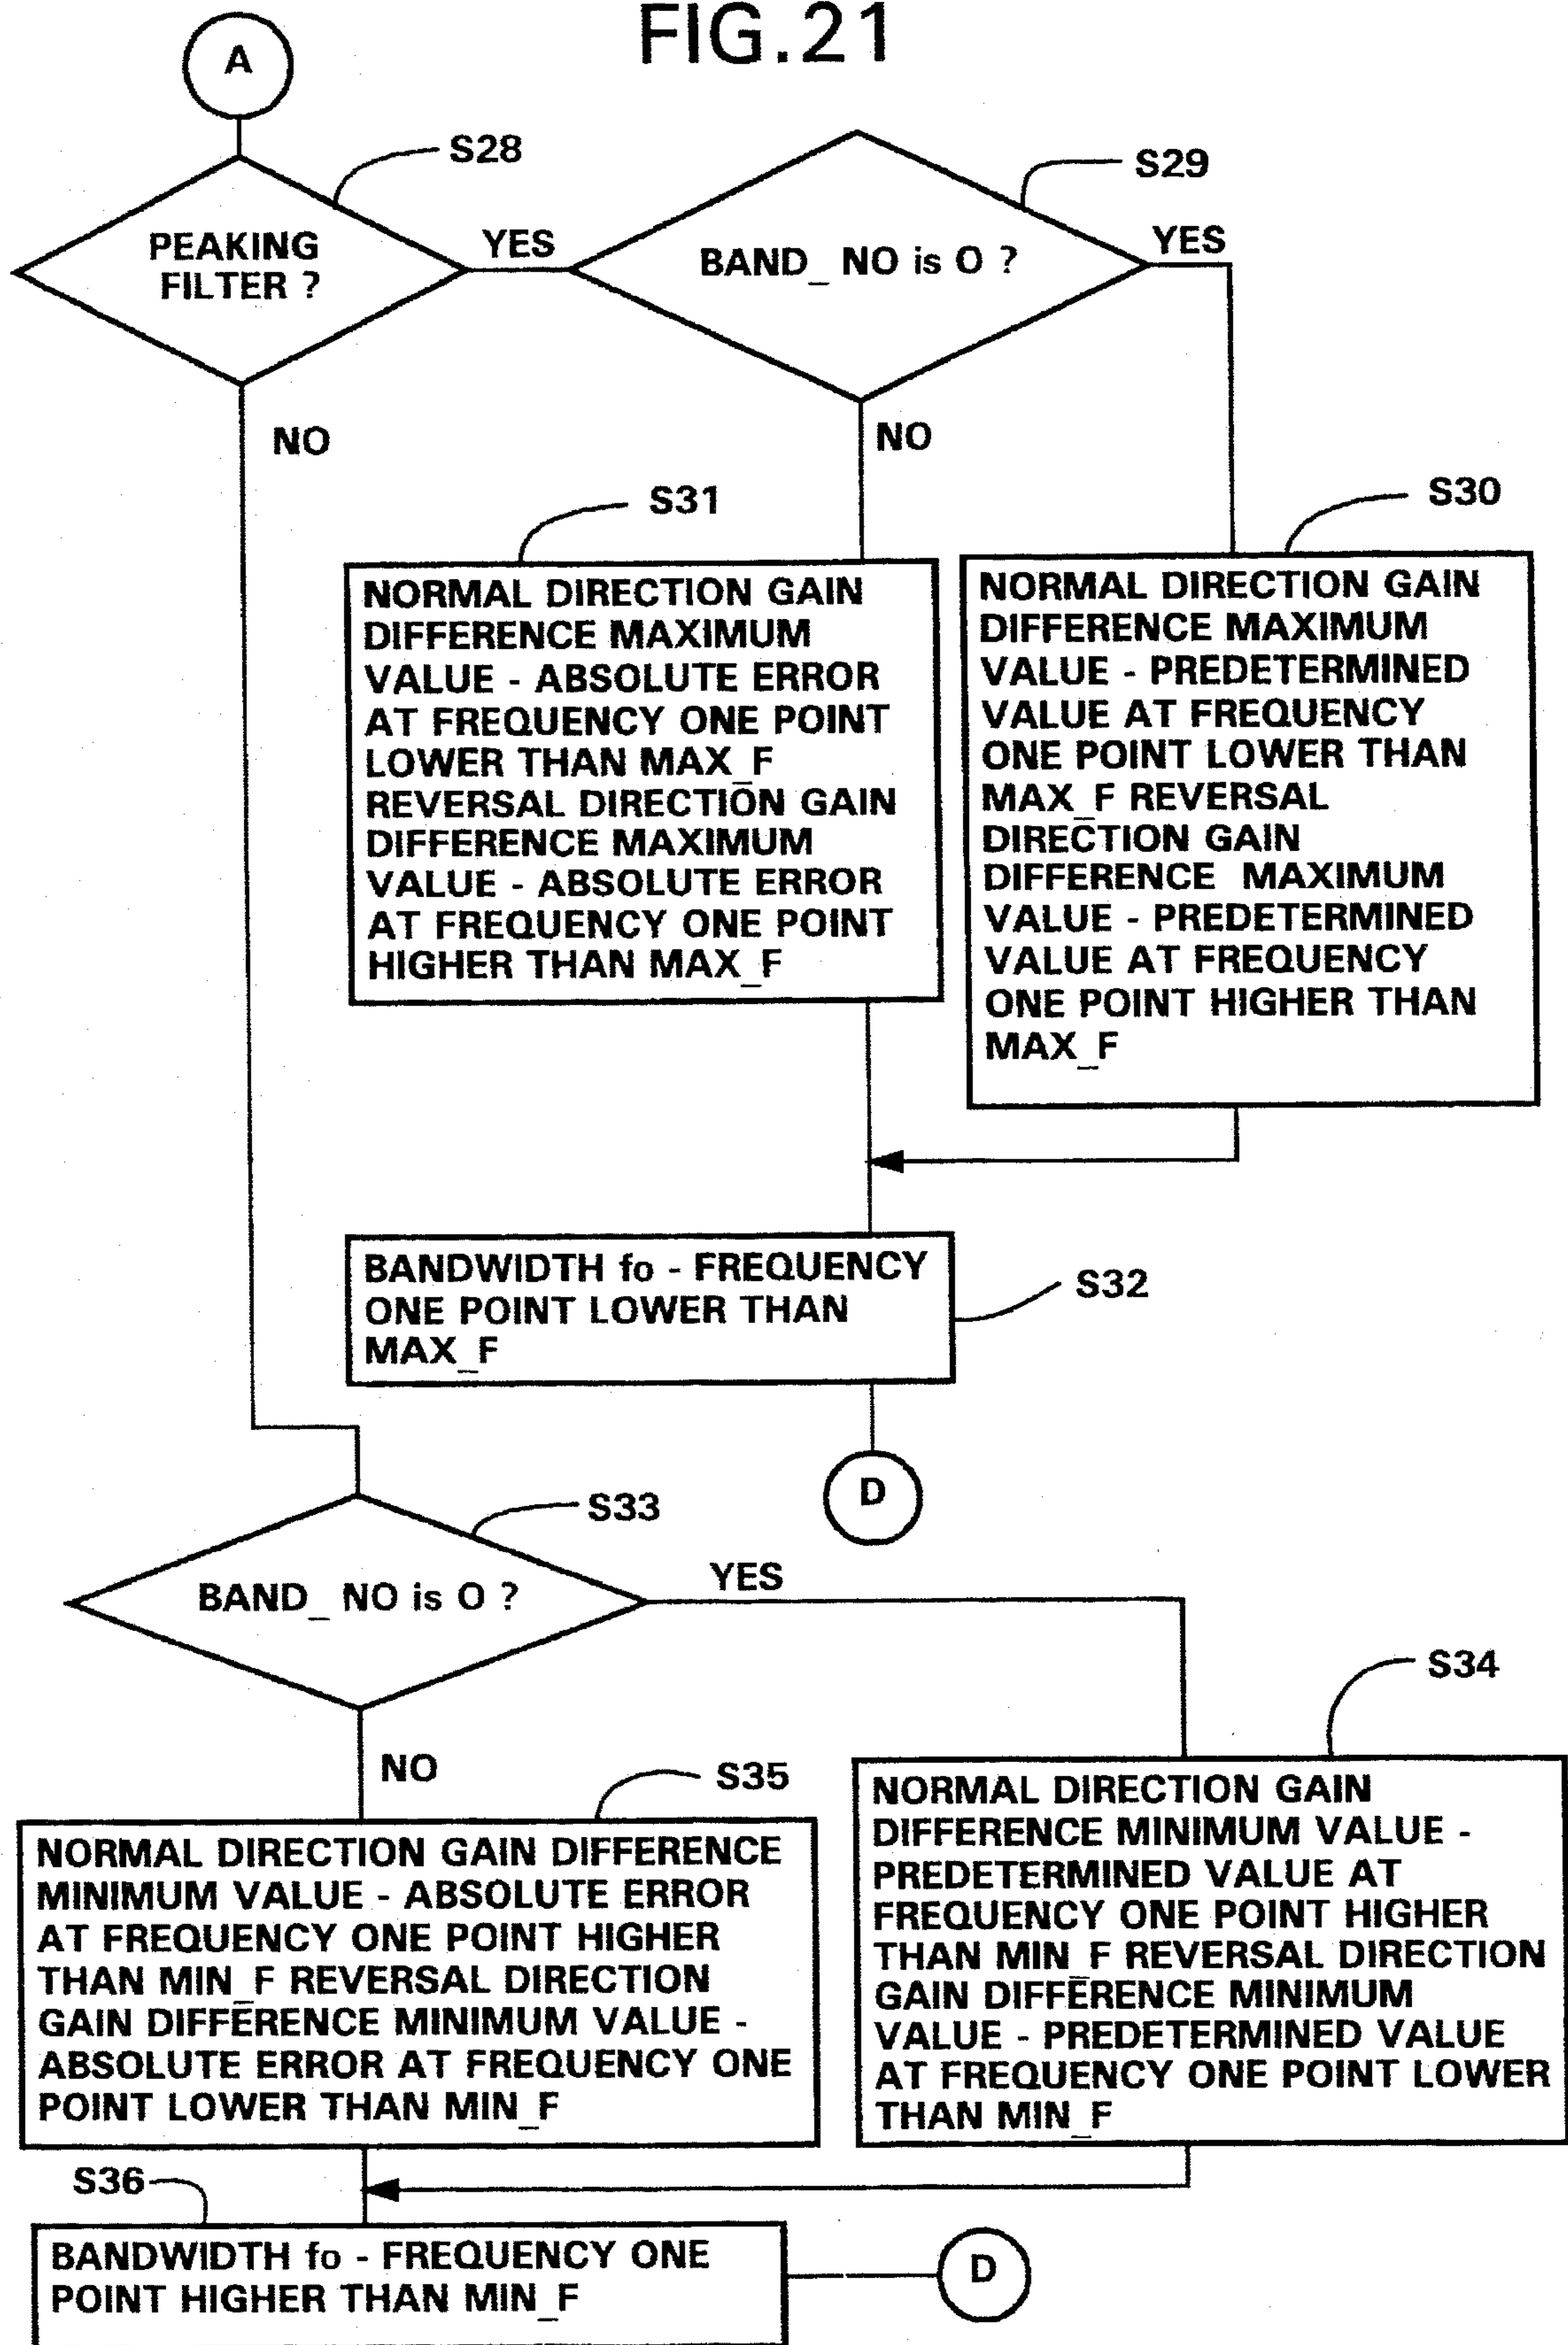 FIG.21
A
S28
PEAKING
FILTER ?
YES
NO
S29
BAND_ NO is O ?
YES
NO
S31
NORMAL DIRECTION GAIN
DIFFERENCE MAXIMUM
VALUE - ABSOLUTE ERROR
AT FREQUENCY ONE POINT
LOWER THAN MAX_F
REVERSAL DIRECTION GAIN
DIFFERENCE MAXIMUM
VALUE - ABSOLUTE ERROR
AT FREQUENCY ONE POINT
HIGHER THAN MAX_F
S30
NORMAL DIRECTION GAIN
DIFFERENCE MAXIMUM
VALUE - PREDETERMINED
VALUE AT FREQUENCY
ONE POINT LOWER THAN
MAX_F REVERSAL
DIRECTION GAIN
DIFFERENCE MAXIMUM
VALUE - PREDETERMINED
VALUE AT FREQUENCY
ONE POINT HIGHER THAN
MAX_F
BANDWIDTH fo - FREQUENCY
ONE POINT LOWER THAN
MAX_F
S32
D
S33
BAND_ NO is O ?
YES
NO
S35
NORMAL DIRECTION GAIN DIFFERENCE
MINIMUM VALUE - ABSOLUTE ERROR
AT FREQUENCY ONE POINT HIGHER
THAN MIN_F REVERSAL DIRECTION
GAIN DIFFERENCE MINIMUM VALUE -
ABSOLUTE ERROR AT FREQUENCY ONE
POINT LOWER THAN MIN_F
S34
NORMAL DIRECTION GAIN
DIFFERENCE MINIMUM VALUE -
PREDETERMINED VALUE AT
FREQUENCY ONE POINT HIGHER
THAN MIN_F REVERSAL DIRECTION
GAIN DIFFERENCE MINIMUM
VALUE - PREDETERMINED VALUE
AT FREQUENCY ONE POINT LOWER
THAN MIN_F
S36
BANDWIDTH fo - FREQUENCY ONE
POINT HIGHER THAN MIN_F
D